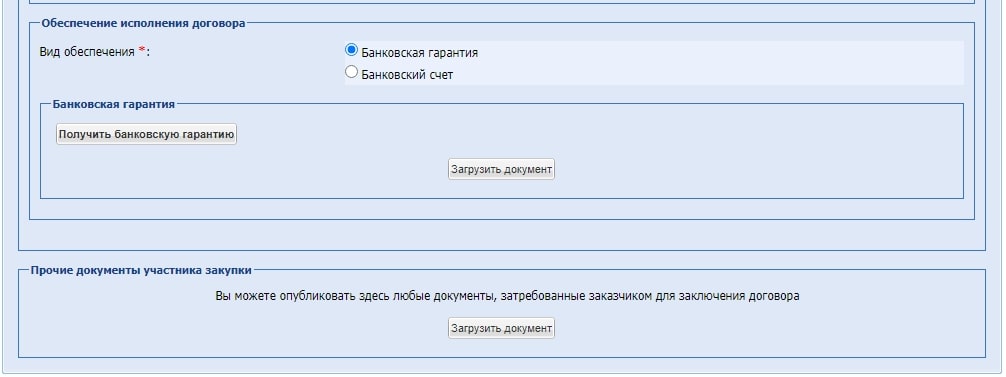 Обеспечение исполнения договора
Вид обеспечения *:
Банковская гарантия
Банковский счет
Банковская гарантия
Получить банковскую гарантию
Загрузить документ
Прочие документы участника закупки
Вы можете опубликовать здесь любые документы, затребованные заказчиком для заключения договора
Загрузить документ